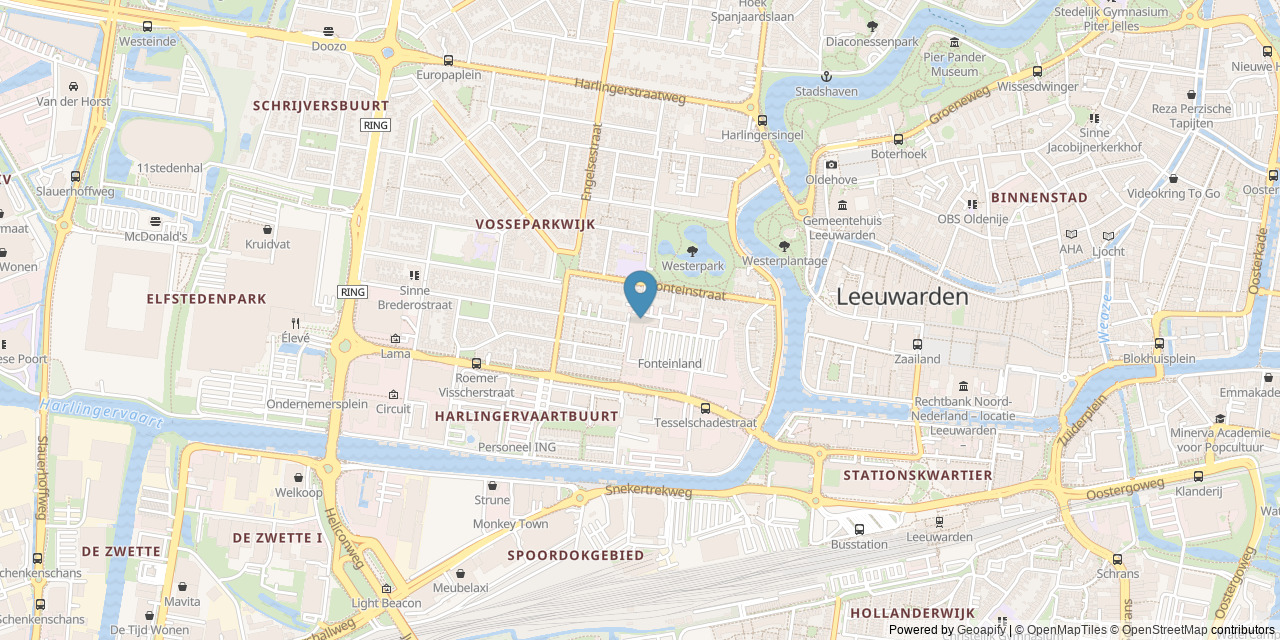 Hoek
Spanjaardslaan
Stedelijk Gymnasium
Piter Jelles
Westeinde
Doozo
Diaconessenpark
Pier Pander
Museum
Europaplein
Harlingerstraatweg
Stadshaven
Wissesdwinger
Nieuwe
Van der Horst
SCHRIJVERSBUURT
Groeneweg
Reza Perzische
Tapijten
RING
Harlingersingel
Sinne
Jacobijnerkerkhof
Boterhoek
11stedenhal
Engelsestraat
Oldehove
Slauerhoffweg
BINNENSTAD
Videokring To Go
OBS Oldenije
Gemeentehuis
Leeuwarden
McDonald's
Kruidvat
VOSSEPARKWIJK
AHA
Ljocht
Westerpark
Westerplantage
Oosterkade
Sinne
Brederostraat
RING
ELFSTEDENPARK
Fonteinstraat
Leeuwarden
Weaze
Élevé
Lama
Fonteinland
Zaailand
Blokhuisplein
Roemer
Visscherstraat
Harlingervaart
Ondernemersplein
Circuit
HARLINGERVAARTBUURT
Tesselschadestraat
Rechtbank Noord-
Nederland – locatie
Leeuwarden
–
Zuiderplein
Minerva Academie
voor Popcultuur
Personeel ING
Slauerhoffweg
STATIONSKWARTIER
Welkoop
Strune
Snekertrekweg
Oostergoweg
Klanderij
Monkey Town
Heliconweg
DE ZWETTE
DE ZWETTE I
SPOORDOKGEBIED
Busstation
Leeuwarden
Schenkenschans
Meubelaxi
Schrans
Oostergoweg
Mavita
Light Beacon
Schenkenschans
De Tijd Wonen
HOLLANDERWIJK
Powered by Geoapify | © OpenMapTiles © OpenStreetMap contributors